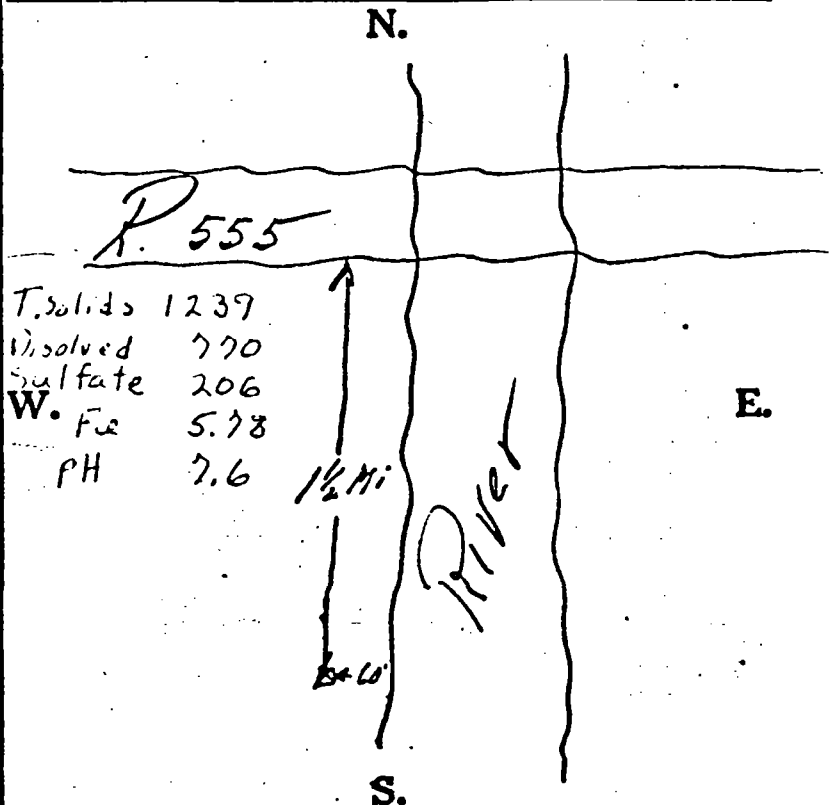 N.
R. 555
T.Solids 1239
Disolved 770
Sulfate 206
W.
E.
Fe 5.78
PH 7.6
1½ Mi
River
S.